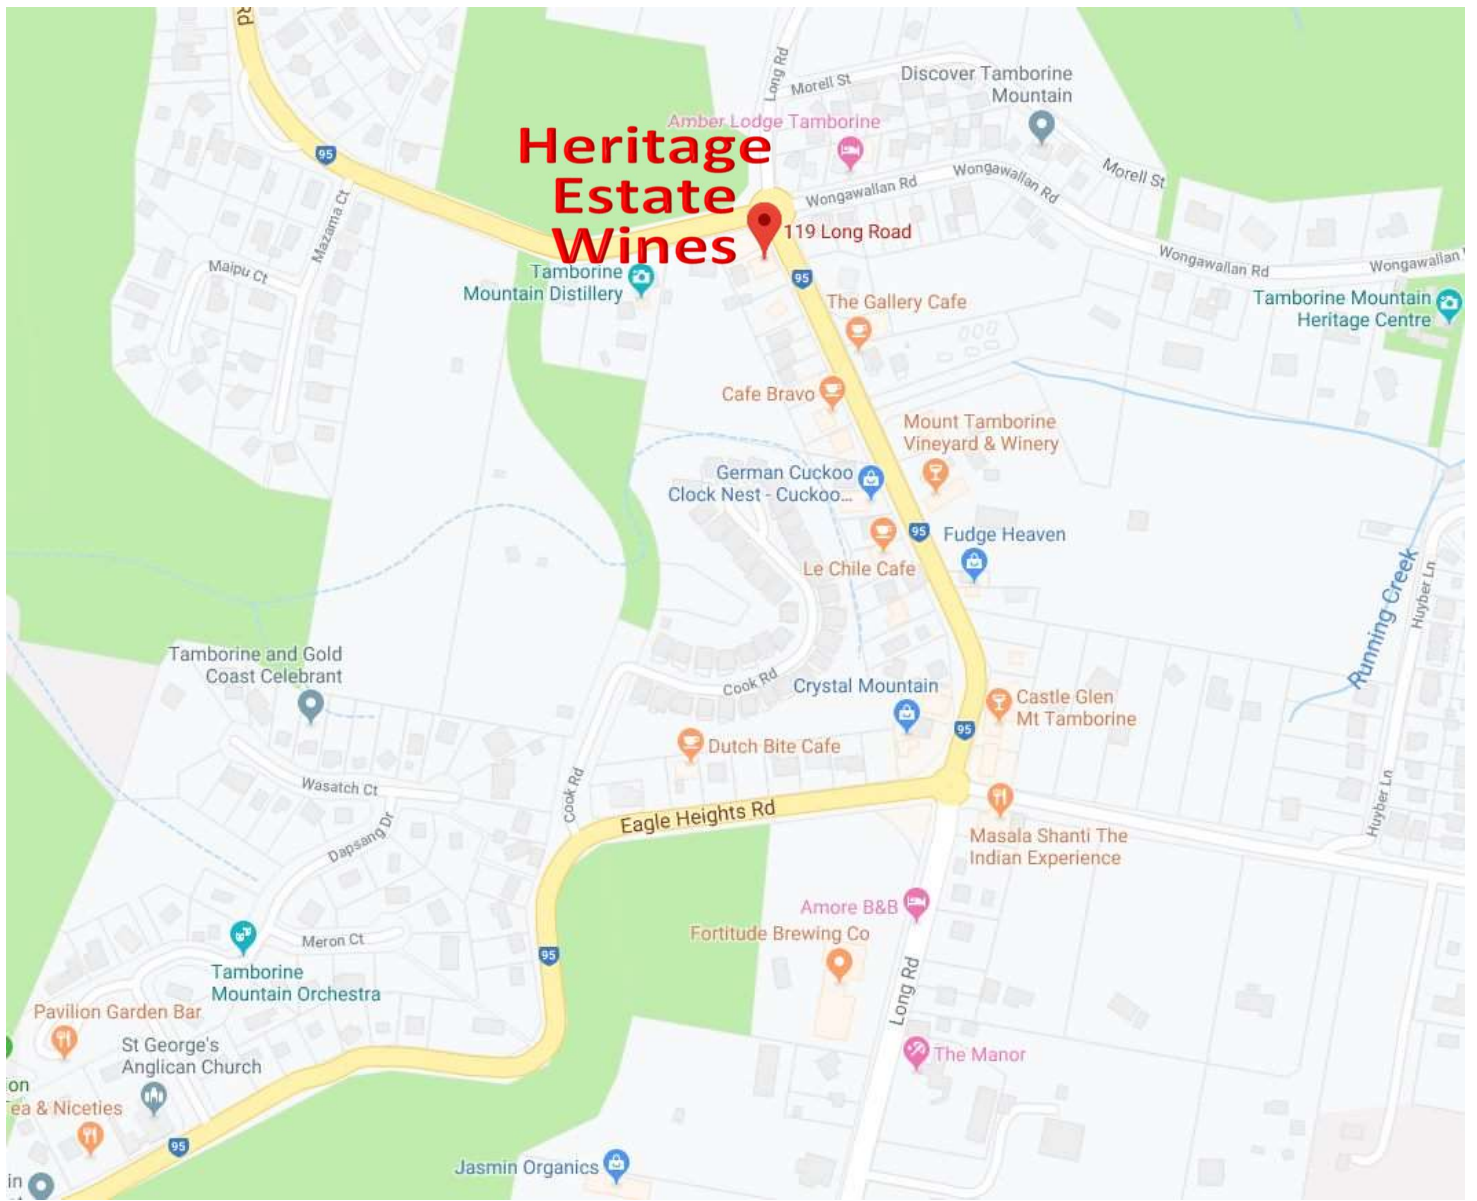 Rd
Long Rd
Morell St
Discover Tamborine
Mountain
Amber Lodge Tamborine
Heritage
Estate
Wines
95
Mazama Ct
Wongawallan Rd
Wongawallan Rd
Morell St
119 Long Road
Maipu Ct
Tamborine
Mountain Distillery
95
Wongawallan Rd
Wongawallan
The Gallery Cafe
Tamborine Mountain
Heritage Centre
Cafe Bravo
Mount Tamborine
Vineyard & Winery
German Cuckoo
Clock Nest - Cuckoo...
95
Fudge Heaven
Le Chile Cafe
Running Creek
Huyber Ln
Tamborine and Gold
Coast Celebrant
Cook Rd
Crystal Mountain
Castle Glen
Mt Tamborine
95
Dutch Bite Cafe
Wasatch Ct
Cook Rd
Eagle Heights Rd
Huyber Ln
Dapsang Dr
Masala Shanti The
Indian Experience
Amore B&B
Fortitude Brewing Co
Meron Ct
95
Tamborine
Mountain Orchestra
Long Rd
Pavilion Garden Bar
St George's
Anglican Church
The Manor
on
ea & Niceties
95
Jasmin Organics
in